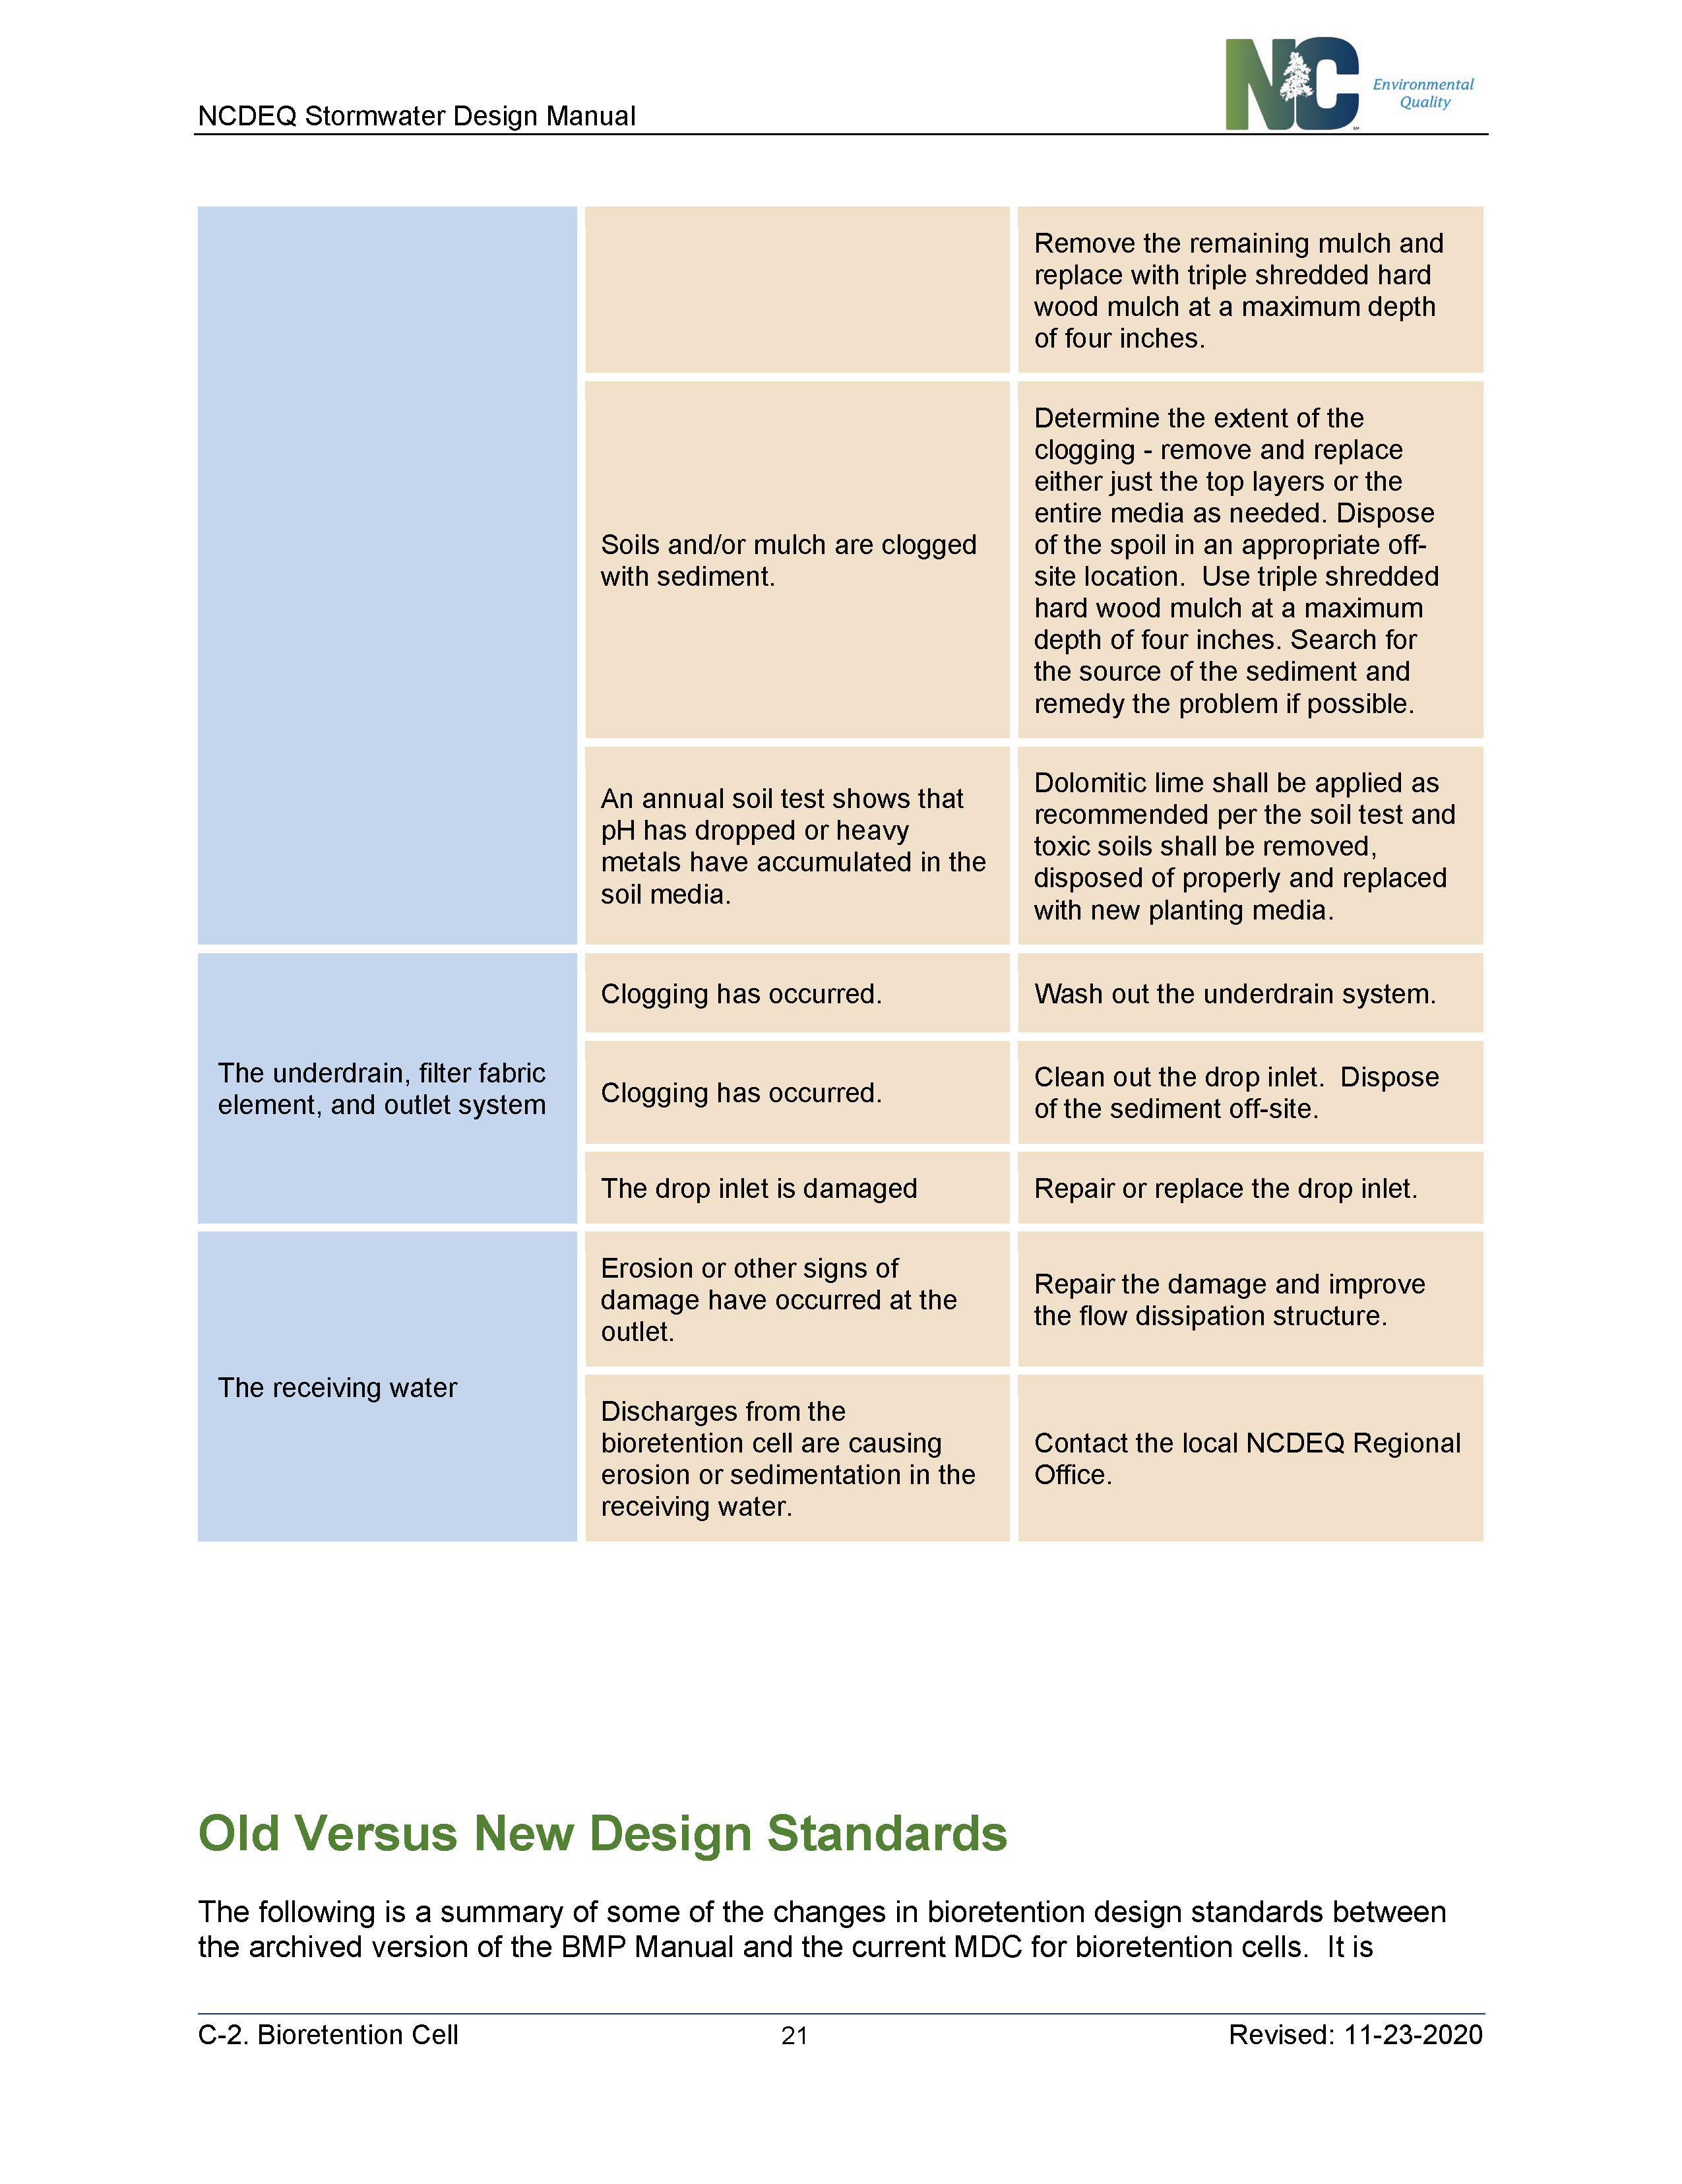 NCDEQ Stormwater Design Manual
NC
SM
Environmental
Quality
Remove the remaining mulch and
replace with triple shredded hard
wood mulch at a maximum depth
of four inches.
Soils and/or mulch are clogged
with sediment.
Determine the extent of the
clogging - remove and replace
either just the top layers or the
entire media as needed. Dispose
of the spoil in an appropriate off-
site location.  Use triple shredded
hard wood mulch at a maximum
depth of four inches. Search for
the source of the sediment and
remedy the problem if possible.
An annual soil test shows that
pH has dropped or heavy
metals have accumulated in the
soil media.
Dolomitic lime shall be applied as
recommended per the soil test and
toxic soils shall be removed,
disposed of properly and replaced
with new planting media.
The underdrain, filter fabric
element, and outlet system
Clogging has occurred.
Wash out the underdrain system.
Clogging has occurred.
Clean out the drop inlet.  Dispose
of the sediment off-site.
The drop inlet is damaged
Repair or replace the drop inlet.
The receiving water
Erosion or other signs of
damage have occurred at the
outlet.
Repair the damage and improve
the flow dissipation structure.
Discharges from the
bioretention cell are causing
erosion or sedimentation in the
receiving water.
Contact the local NCDEQ Regional
Office.
Old Versus New Design Standards
The following is a summary of some of the changes in bioretention design standards between
the archived version of the BMP Manual and the current MDC for bioretention cells.  It is
C-2. Bioretention Cell
21
Revised: 11-23-2020